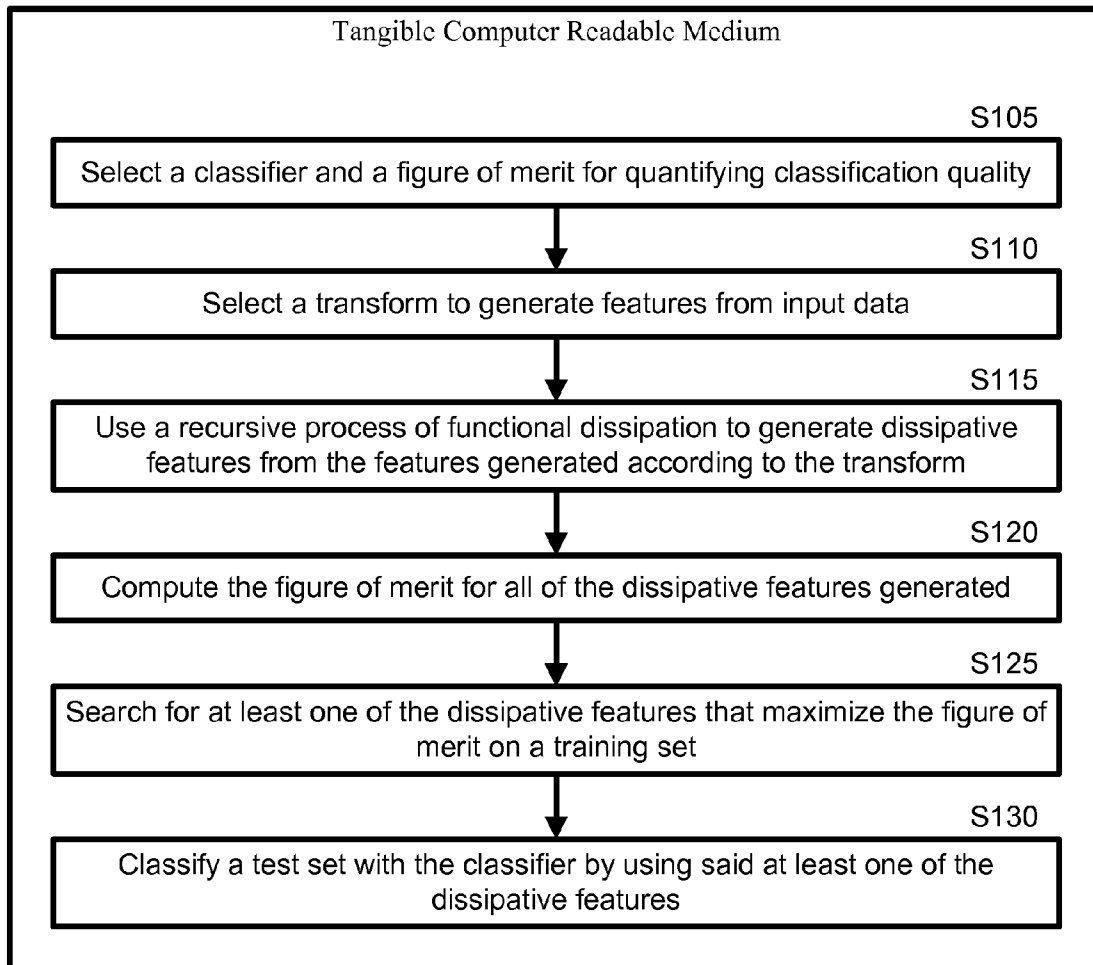 Tangible Computer Readable Medium
S105
Select a classifier and a figure of merit for quantifying classification quality
S110
Select a transform to generate features from input data
S115
Use a recursive process of functional dissipation to generate dissipative
features from the features generated according to the transform
S120
Compute the figure of merit for all of the dissipative features generated
S125
Search for at least one of the dissipative features that maximize the figure of
merit on a training set
S130
Classify a test set with the classifier by using said at least one of the
dissipative features